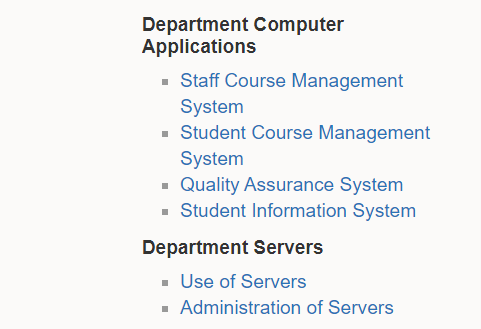 Department Computer
Applications
Staff Course Management
System
Student Course Management
System
Quality Assurance System
Student Information System
Department Servers
Use of Servers
Administration of Servers